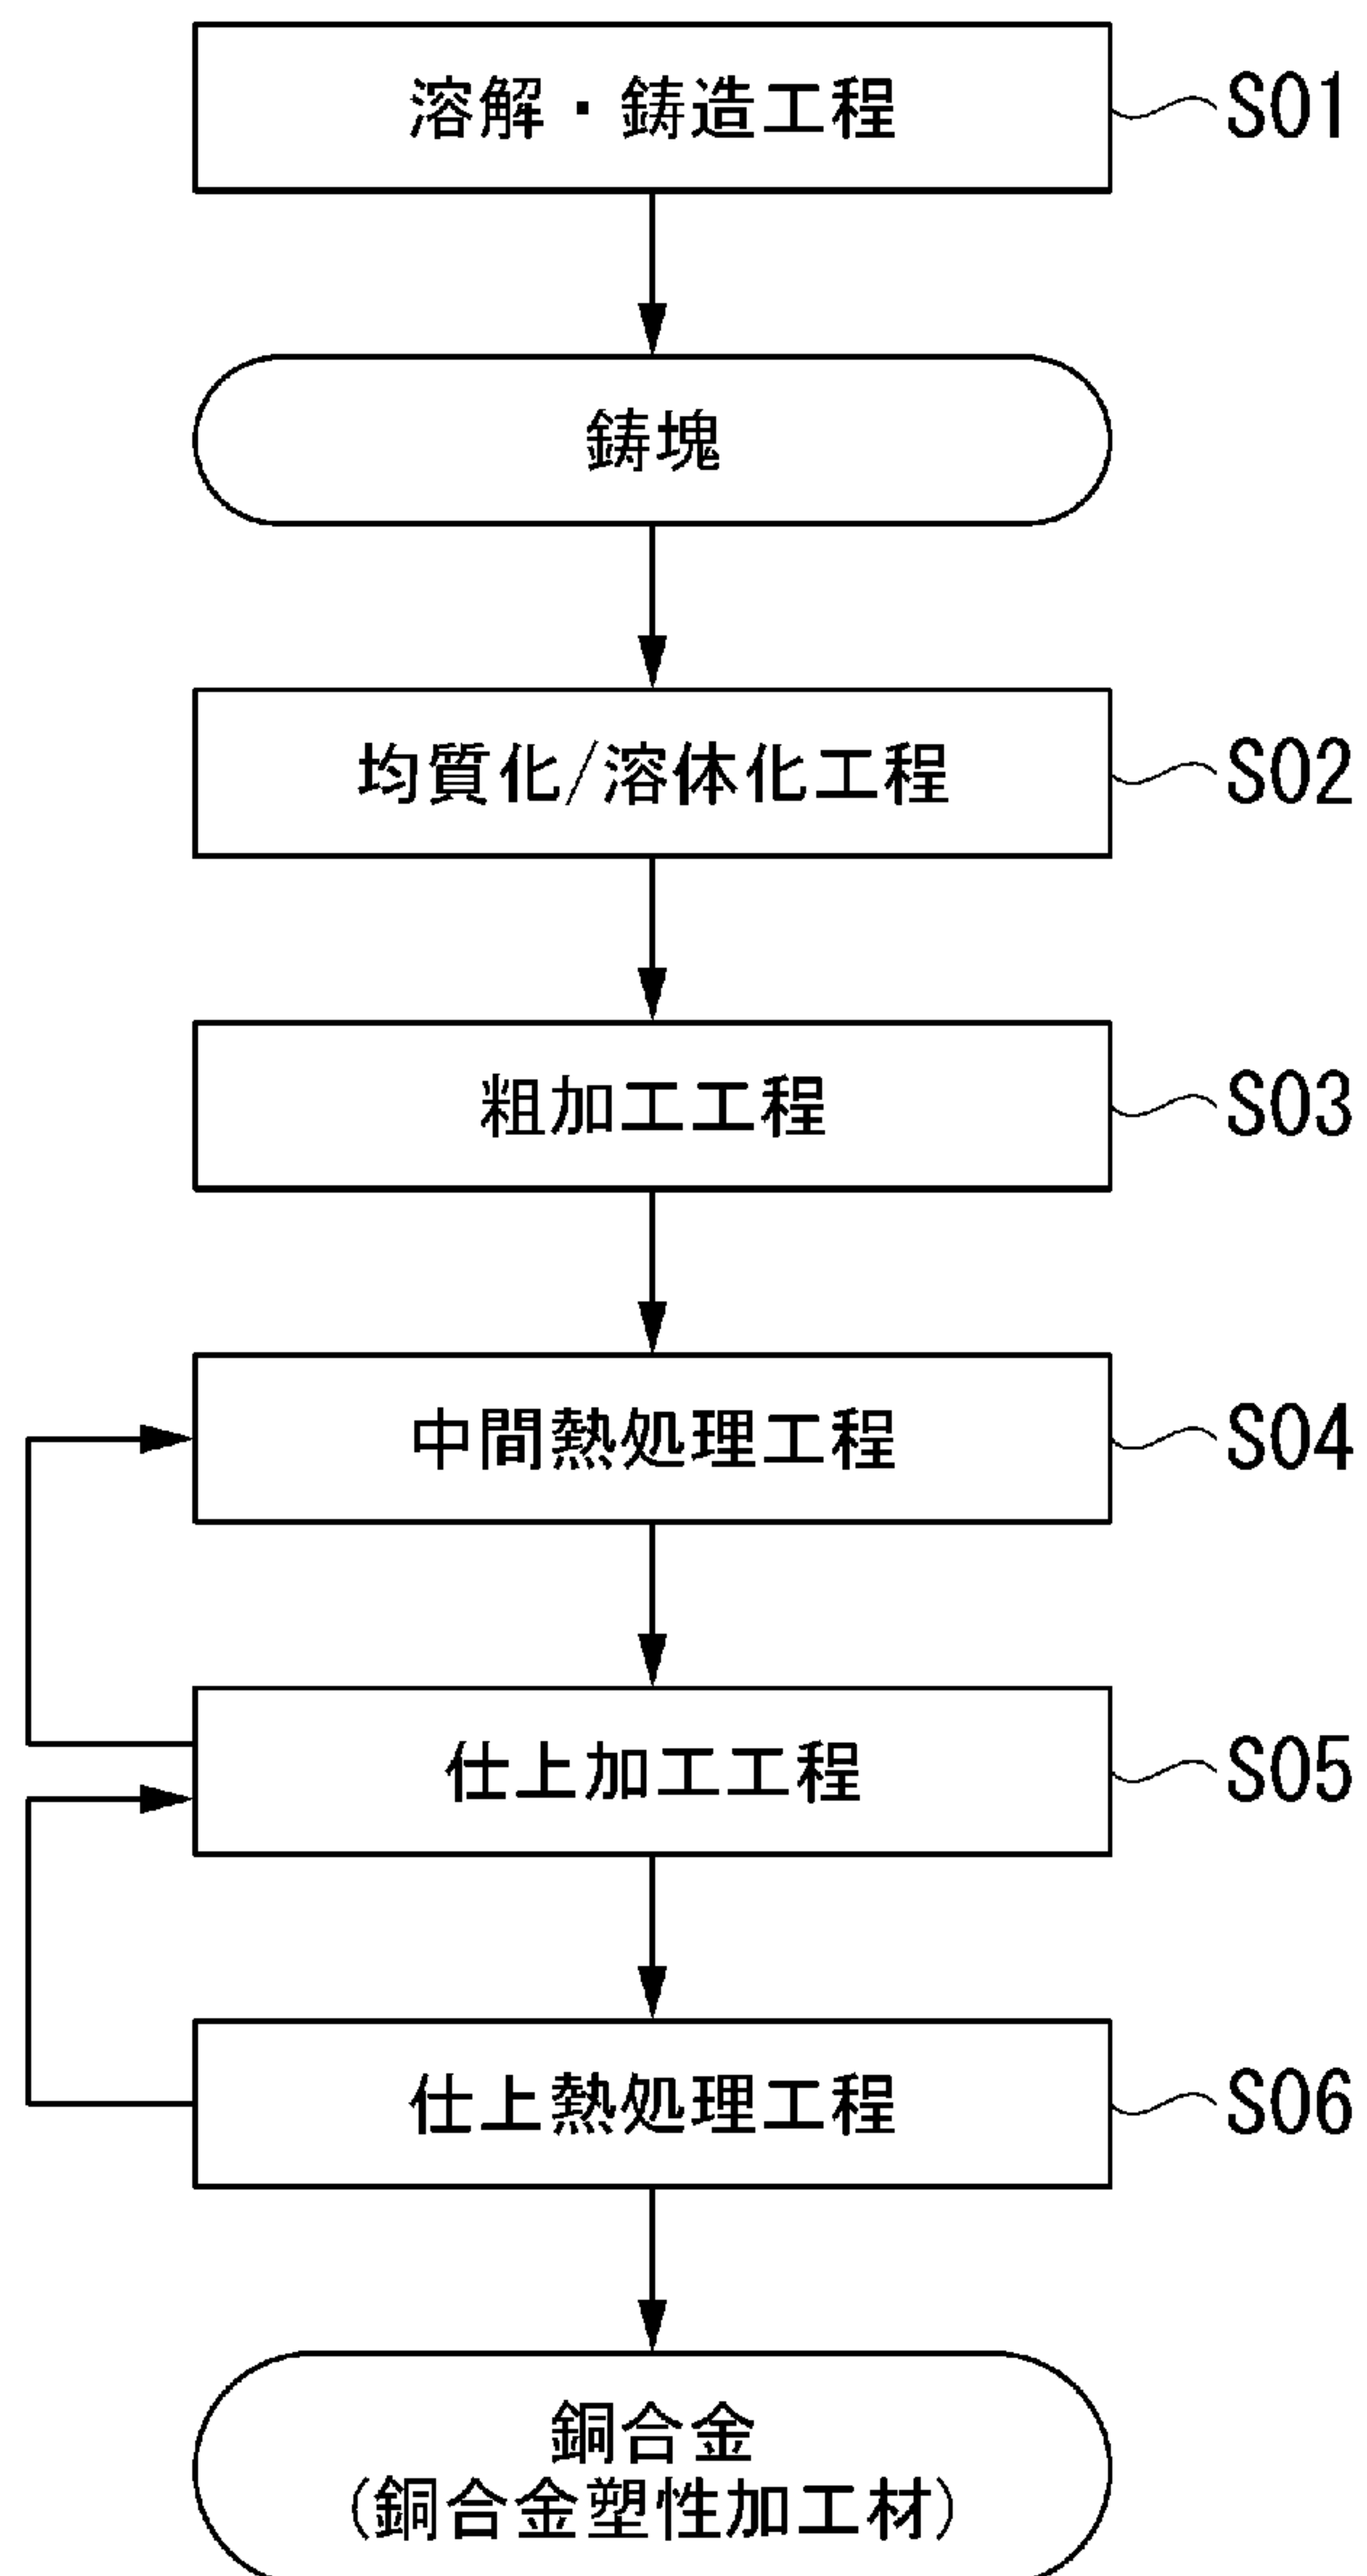 溶解・鋳造工程
S01
鋳塊
均質化/溶体化工程
S02
粗加工工程
S03
中間熱処理工程
S04
仕上加工工程
S05
仕上熱処理工程
S06
銅合金
(銅合金塑性加工材)